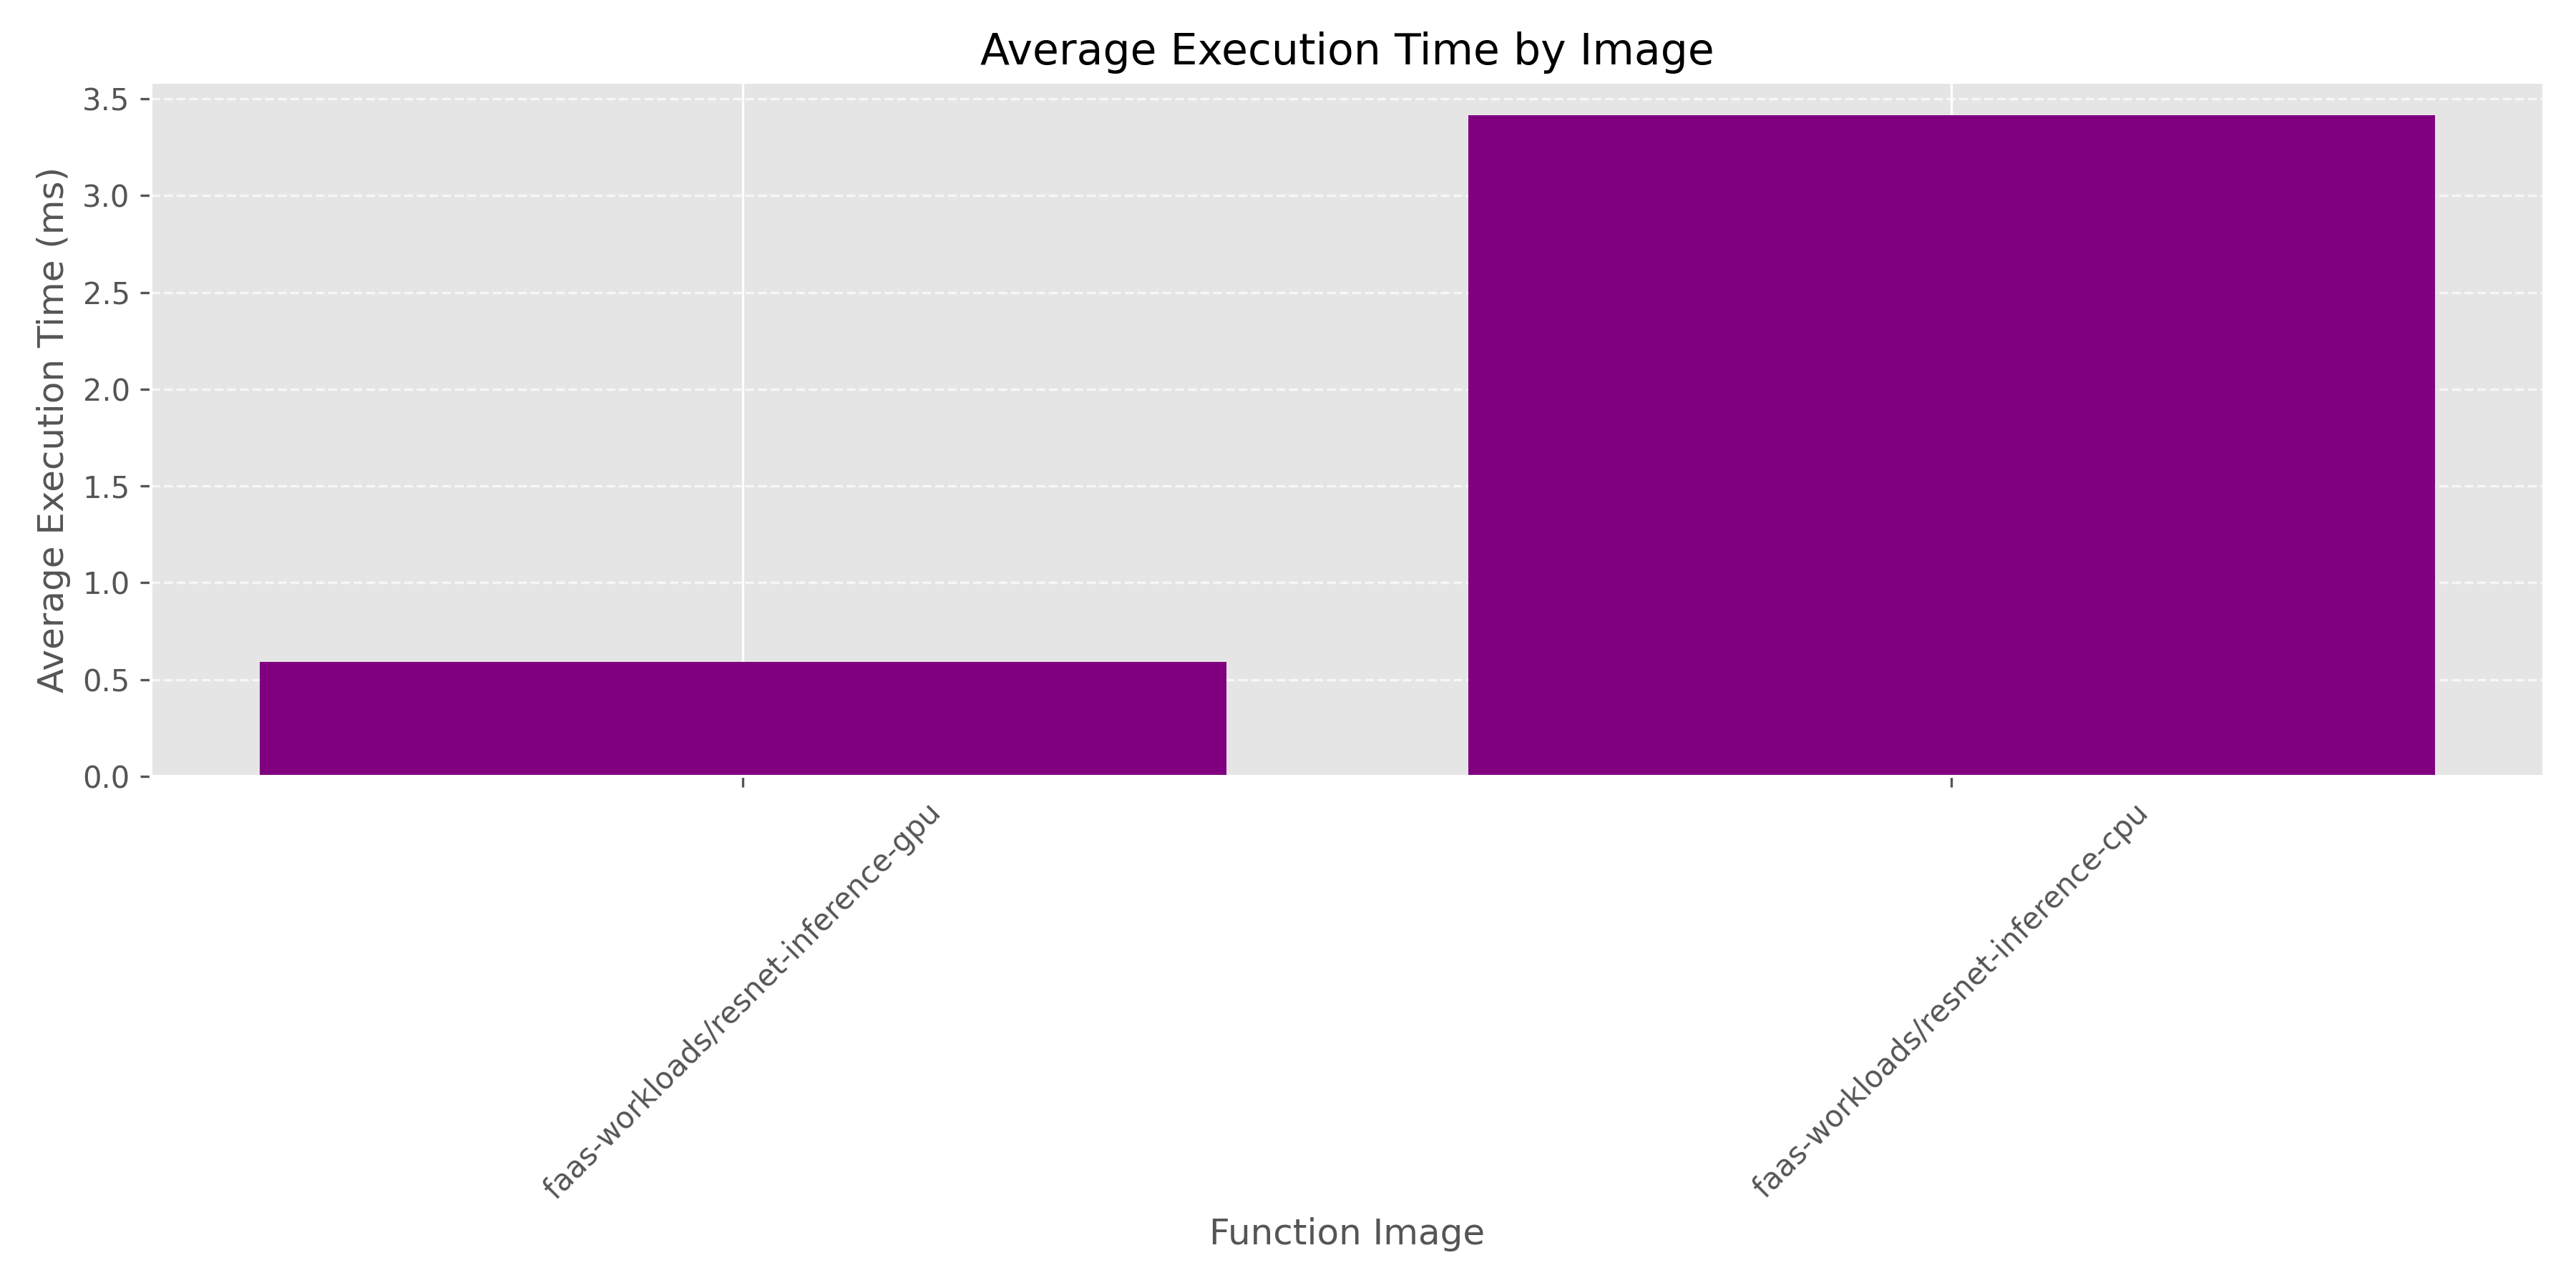 Average Execution Time by Image
Average Execution Time (ms)
3.5
3.0
2.5
2.0
1.5
1.0
0.5
0.0
faas-workloads/resnet-inference-gpu
faas-workloads/resnet-inference-cpu
Function Image